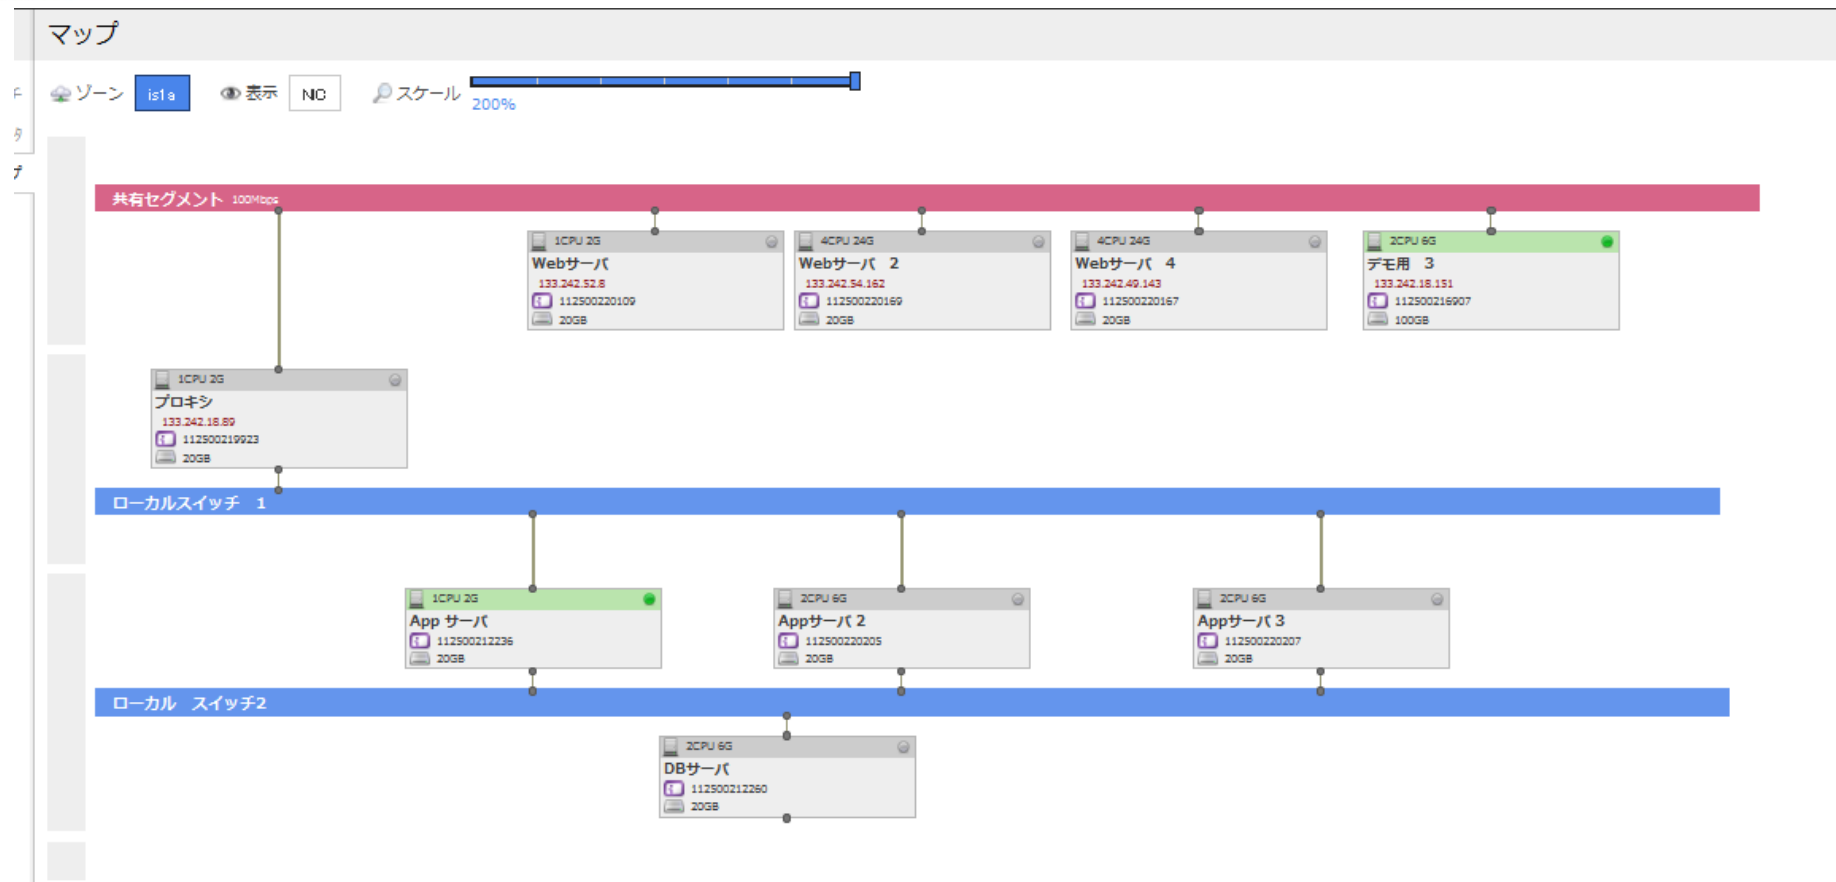 マップ
ゾーン is1a 表示 NIC スケール 200%
共有セグメント 100Mbps
1CPU 2G
Webサーバ
133.242.52.8
112500220109
20GB
4CPU 24G
Webサーバ 2
133.242.54.162
112500220169
20GB
4CPU 24G
Webサーバ 4
133.242.49.143
112500220167
20GB
2CPU 6G
デモ用 3
133.242.18.151
112500216907
100GB
1CPU 2G
プロキシ
133.242.18.89
112500219923
20GB
ローカルスイッチ 1
1CPU 2G
App サーバ
112500212236
20GB
2CPU 6G
Appサーバ 2
112500220205
20GB
2CPU 6G
Appサーバ 3
112500220207
20GB
ローカル スイッチ2
2CPU 6G
DBサーバ
112500212260
20GB